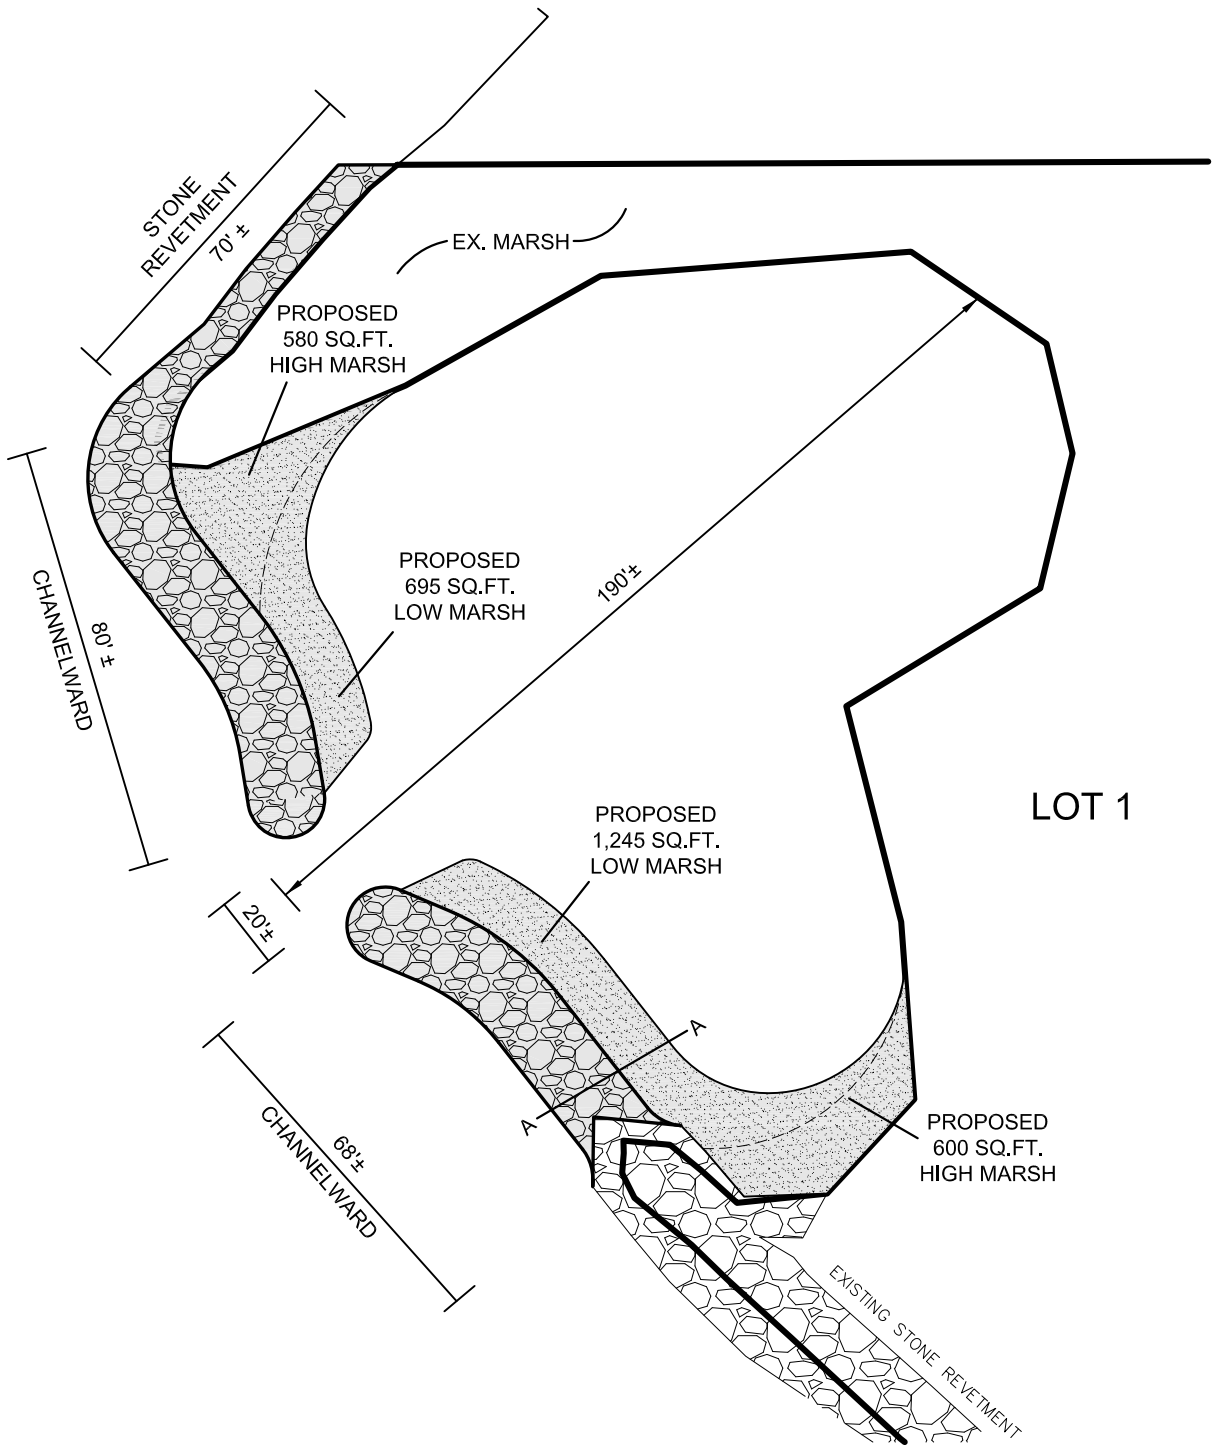 STONE
REVETMENT
70' ±
EX. MARSH
PROPOSED
580 SQ.FT.
HIGH MARSH
PROPOSED
695 SQ.FT.
LOW MARSH
190'±
CHANNELWARD
80' ±
LOT 1
PROPOSED
1,245 SQ.FT.
LOW MARSH
20'±
A
A
68'±
CHANNELWARD
PROPOSED
600 SQ.FT.
HIGH MARSH
EXISTING STONE REVETMENT